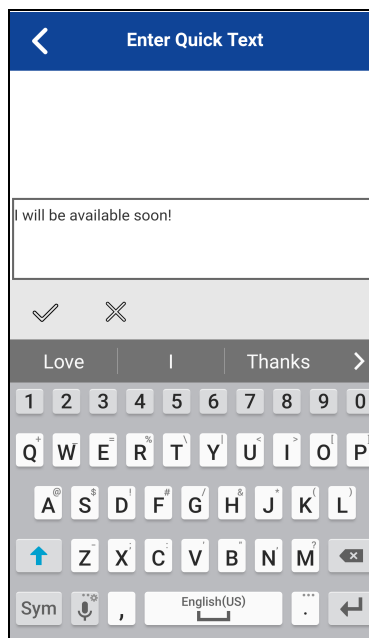 Enter Quick Text
I will be available soon!
Love I Thanks
1 2 3 4 5 6 7 8 9 0
Q + W _ E = R % T \ Y | U < I > O [ P ]
A @ S $ D ! F # G / H & J * K ( L )
Z - X ' C " V : B ; N , M ?
Sym , English(US) .